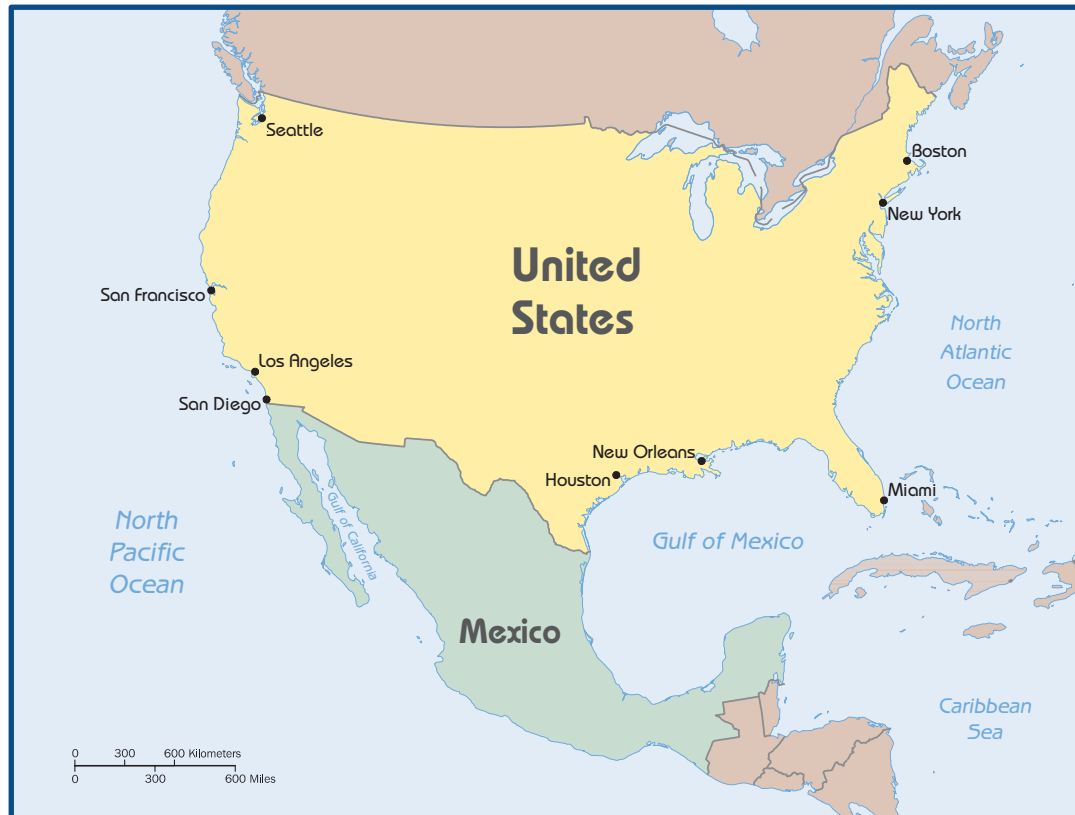 Seattle
Boston
New York
United
States
San Francisco
North
Atlantic
Ocean
Los Angeles
San Diego
New Orleans
Houston
Miami
Gulf of California
North
Pacific
Ocean
Gulf of Mexico
Mexico
Caribbean
Sea
0 300 600 Kilometers
0 300 600 Miles